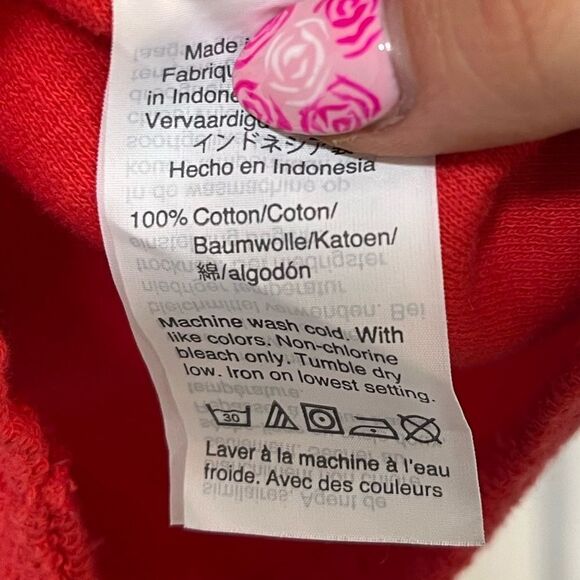 Made
Fabriqu
in Indone
Vervaardig
インドネシア製
Hecho en Indonesia
100% Cotton/Coton/
Baumwolle/Katoen/
綿/algodón
Machine wash cold. With
like colors. Non-chlorine
bleach only. Tumble dry
low. Iron on lowest setting.
30
Laver à la machine à l'eau
froide. Avec des couleurs